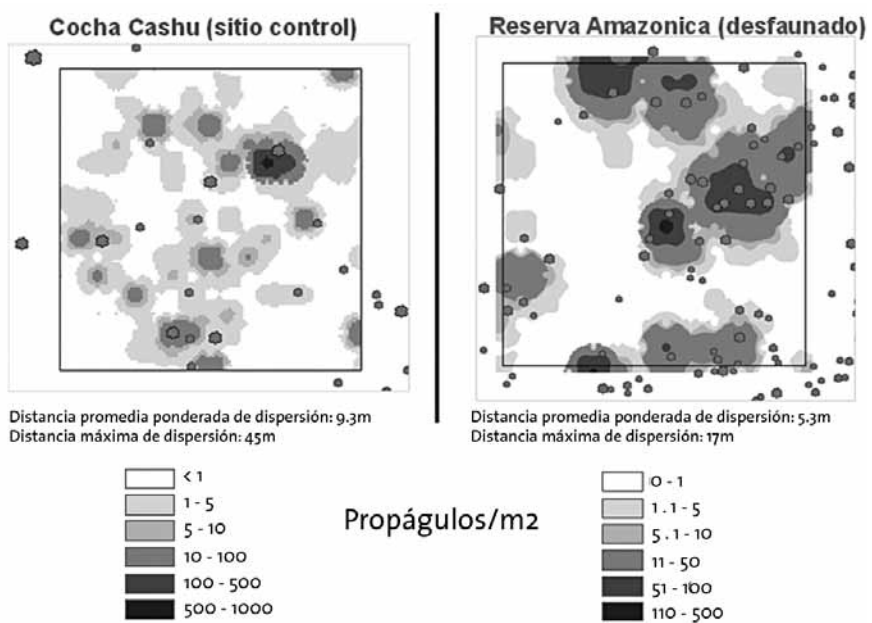 Cocha Cashu (sitio control)
Reserva Amazonica (desfaunado)
Distancia promedia ponderada de dispersión: 9.3m
Distancia máxima de dispersión: 45m
Distancia promedia ponderada de dispersión: 5.3m
Distancia máxima de dispersión: 17m
< 1
1 - 5
5 - 10
10 - 100
100 - 500
500 - 1000
Propágulos/m2
0 - 1
1 . 1 - 5
5 . 1 - 10
11 - 50
51 - 100
110 - 500